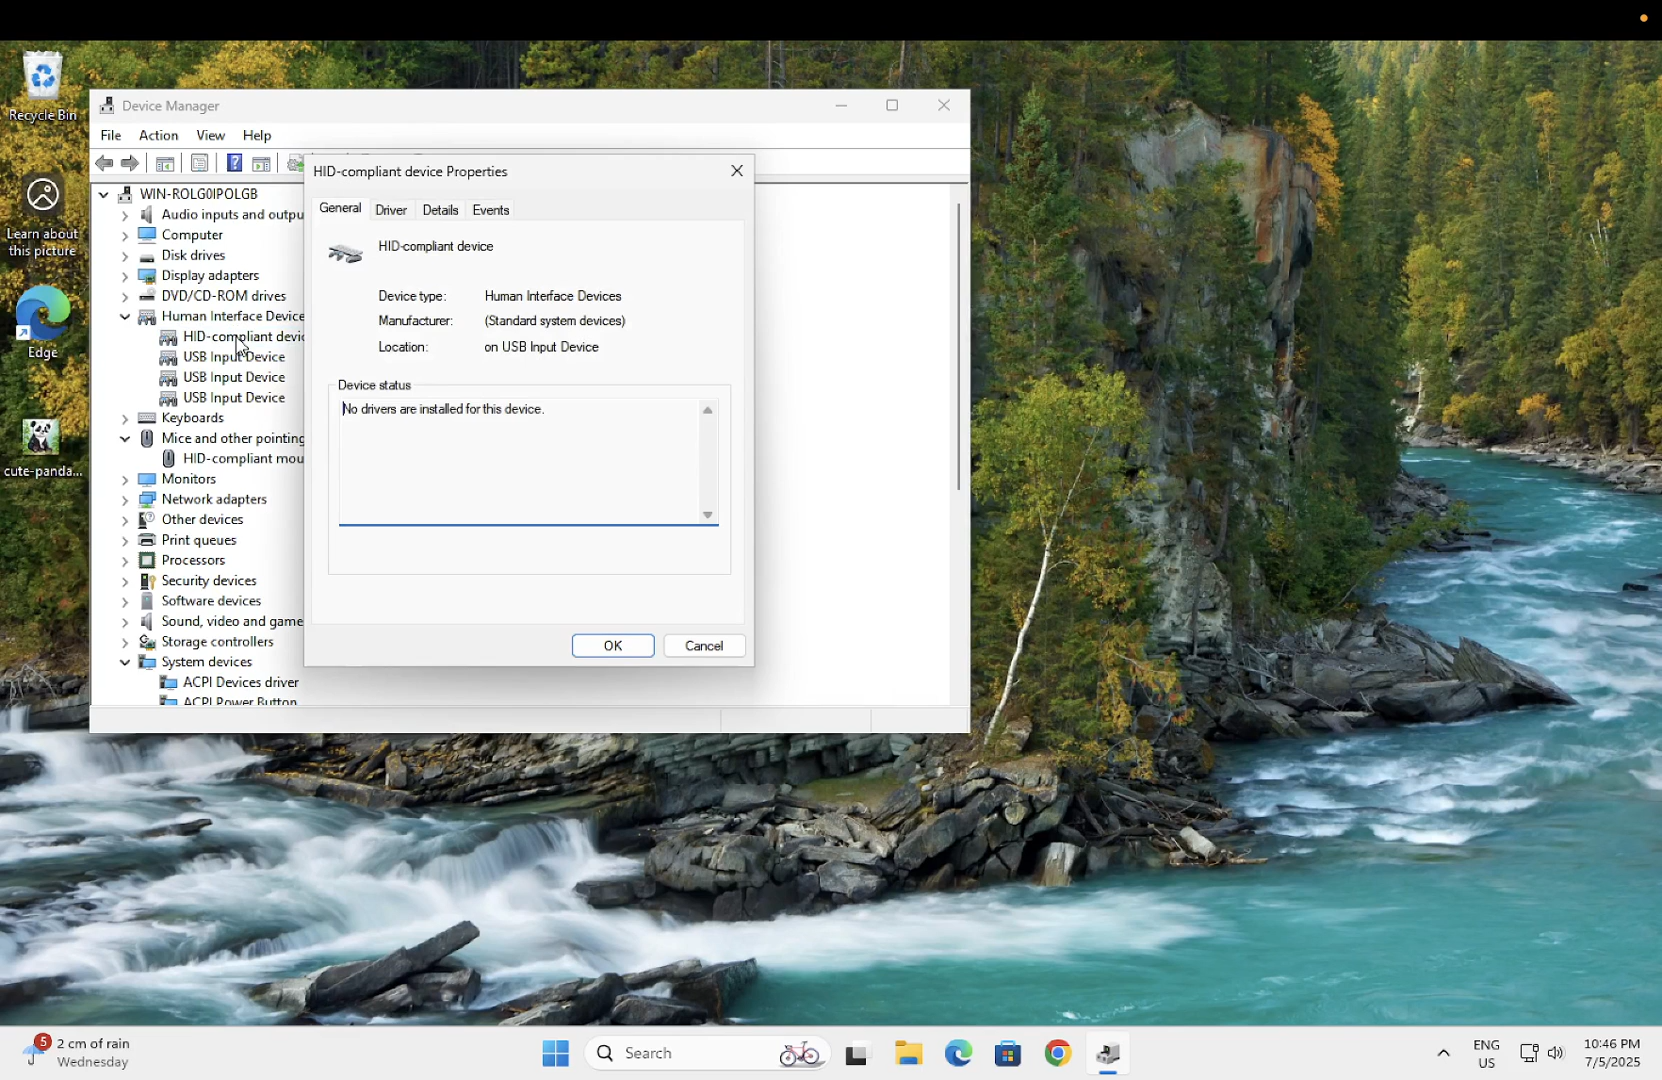 Recycle Bin
Learn about
this picture
Edge
cute-panda...
Device Manager
File Action View Help
WIN-ROLG0IPOLGB
Audio inputs and outpu
Computer
Disk drives
Display adapters
DVD/CD-ROM drives
Human Interface Device
HID-compliant devic
USB Input Device
USB Input Device
USB Input Device
Keyboards
Mice and other pointing
HID-compliant mou
Monitors
Network adapters
Other devices
Print queues
Processors
Security devices
Software devices
Sound, video and game
Storage controllers
System devices
ACPI Devices driver
ACPI Power Button
HID-compliant device Properties
General Driver Details Events
HID-compliant device
Device type: Human Interface Devices
Manufacturer: (Standard system devices)
Location: on USB Input Device
Device status
No drivers are installed for this device.
OK Cancel
5
2 cm of rain
Wednesday
Search
ENG
US
10:46 PM
7/5/2025